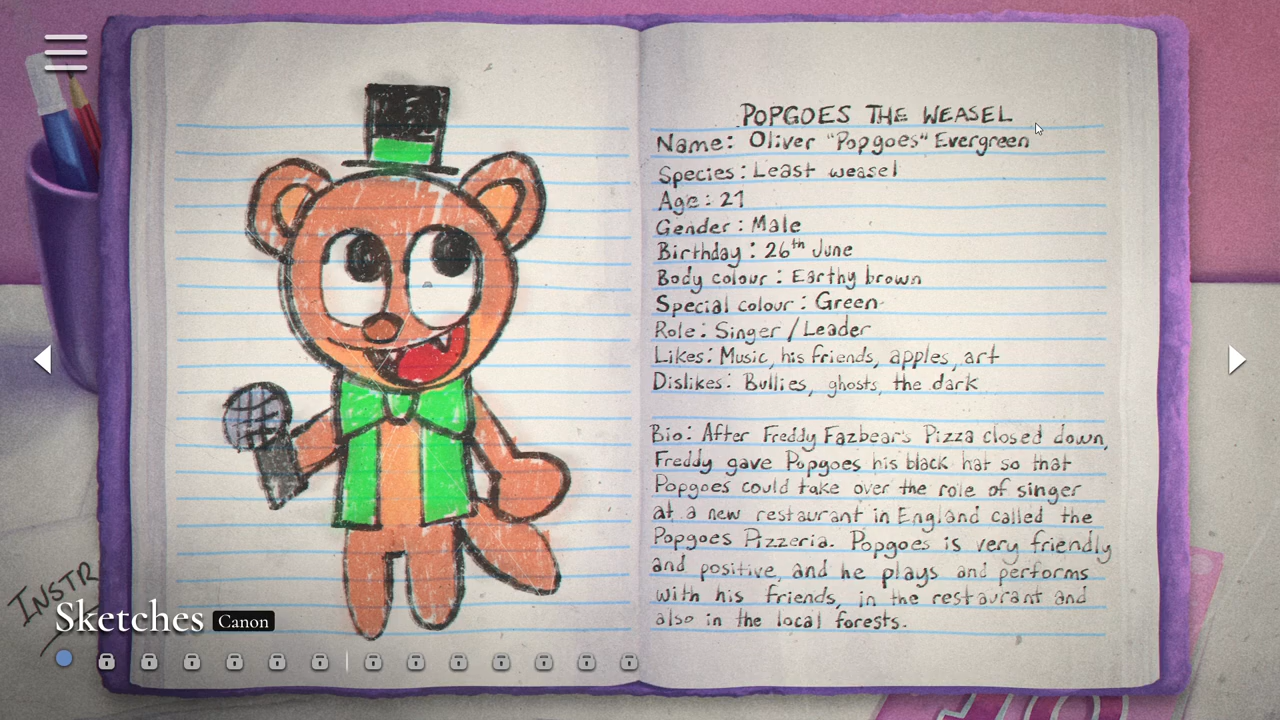 POPGOES THE WEASEL
Name: Oliver "Popgoes" Evergreen
Species: Least weasel
Age: 21
Gender: Male
Birthday: 26th June
Body colour: Earthy brown
Special colour: Green
Role: Singer / Leader
Likes: Music, his friends, apples, art
Dislikes: Bullies, ghosts, the dark
Bio: After Freddy Fazbear's Pizza closed down,
Freddy gave Popgoes his black hat so that
Popgoes could take over the role of singer
at a new restaurant in England called the
Popgoes Pizzeria. Popgoes is very friendly
and positive, and he plays and performs
with his friends, in the restaurant and
also in the local forests.
INSTR
Sketches Canon